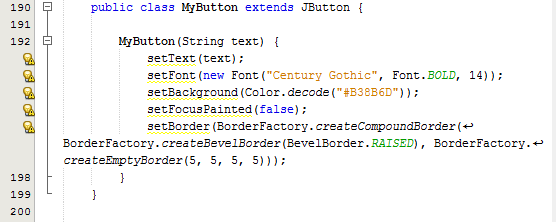 190 public class MyButton extends JButton {
191
192 MyButton(String text) {
setText(text);
setFont(new Font("Century Gothic", Font.BOLD, 14));
setBackground(Color.decode("#B38B6D"));
setFocusPainted(false);
setBorder(BorderFactory.createCompoundBorder(↩
BorderFactory.createBevelBorder(BevelBorder.RAISED), BorderFactory.↩
createEmptyBorder(5, 5, 5, 5)));
198 }
199 }
200